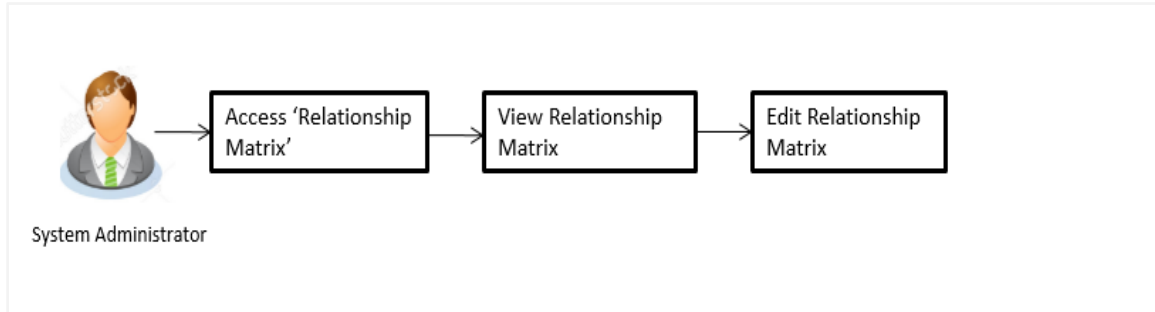 Access ‘Relationship
Matrix’
View Relationship
Matrix
Edit Relationship
Matrix
System Administrator